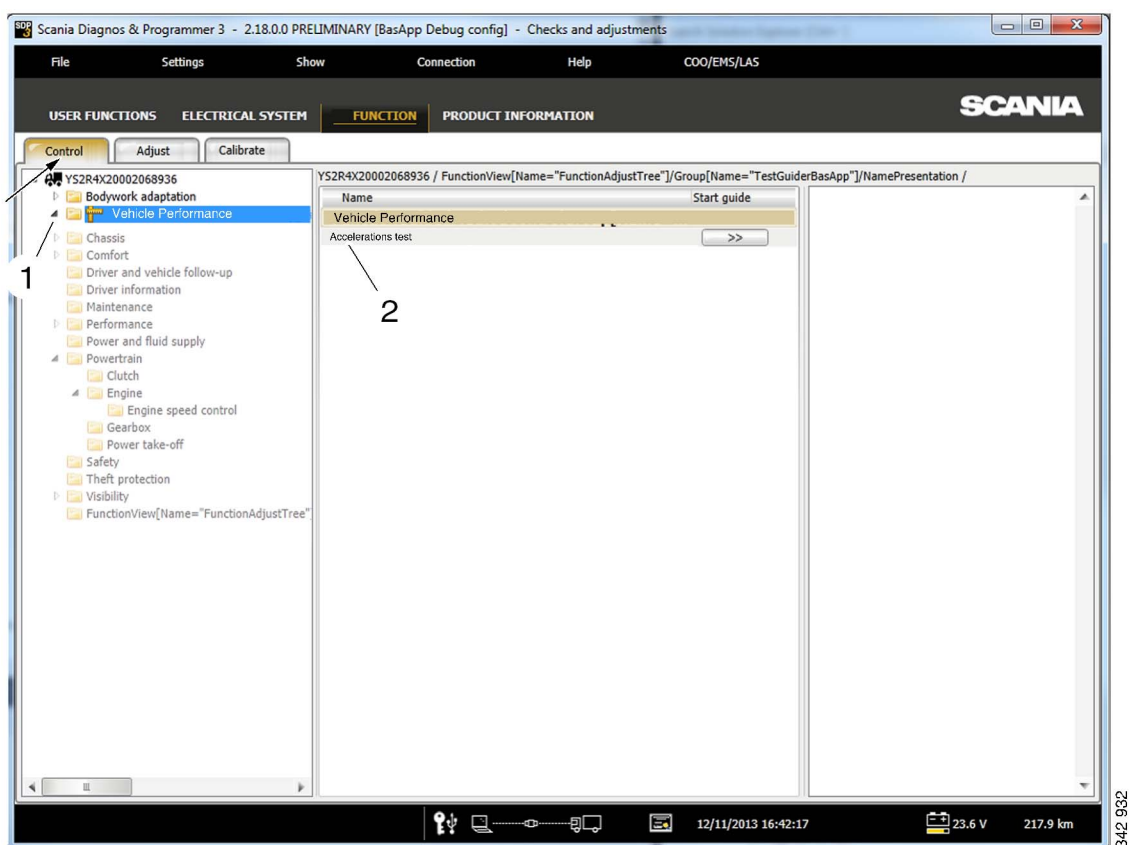 Scania Diagnos & Programmer 3 - 2.18.0.0 PRELIMINARY [BasApp Debug config] - Checks and adjustments
File Settings Show Connection Help COO/EMS/LAS
USER FUNCTIONS ELECTRICAL SYSTEM FUNCTION PRODUCT INFORMATION
SCANIA
Control Adjust Calibrate
YS2R4X20002068936
Bodywork adaptation
Vehicle Performance
Chassis
Comfort
Driver and vehicle follow-up
Driver information
Maintenance
Performance
Power and fluid supply
Powertrain
Clutch
Engine
Engine speed control
Gearbox
Power take-off
Safety
Theft protection
Visibility
FunctionView[Name="FunctionAdjustTree"]
1
YS2R4X20002068936 / FunctionView[Name="FunctionAdjustTree"]/Group[Name="TestGuiderBasApp"]/NamePresentation /
Name Start guide
Vehicle Performance
Accelerations test >>
2
12/11/2013 16:42:17 23.6 V 217.9 km
342 932